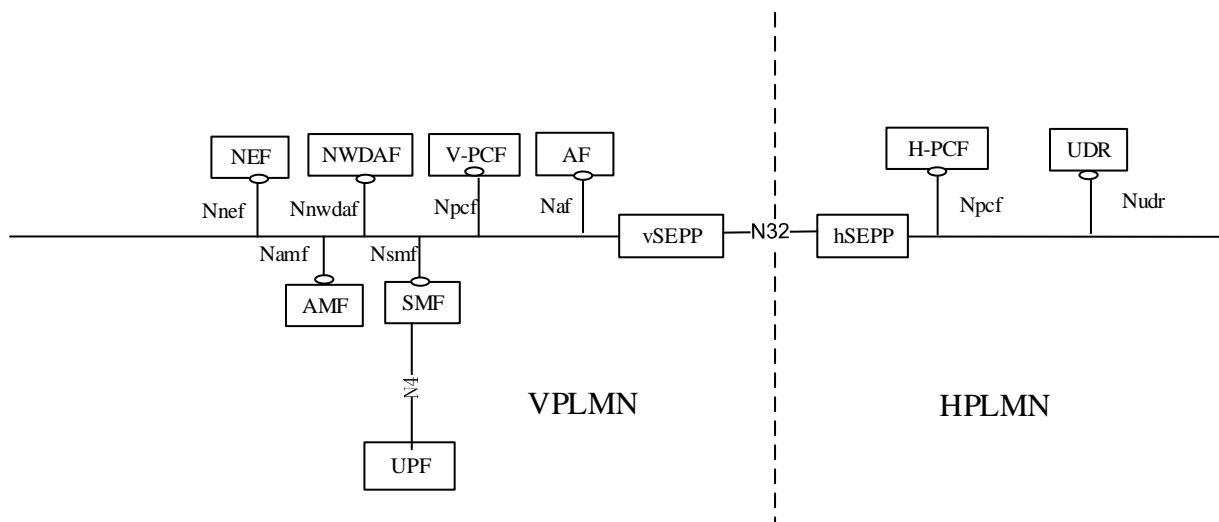 NEF
NWDAF
V-PCF
AF
H-PCF
UDR
Nnef
Nnwdaf
Npcf
Naf
Npcf
Nudr
vSEPP
N32
hSEPP
Namf
Nsmf
AMF
SMF
N4
VPLMN
HPLMN
UPF